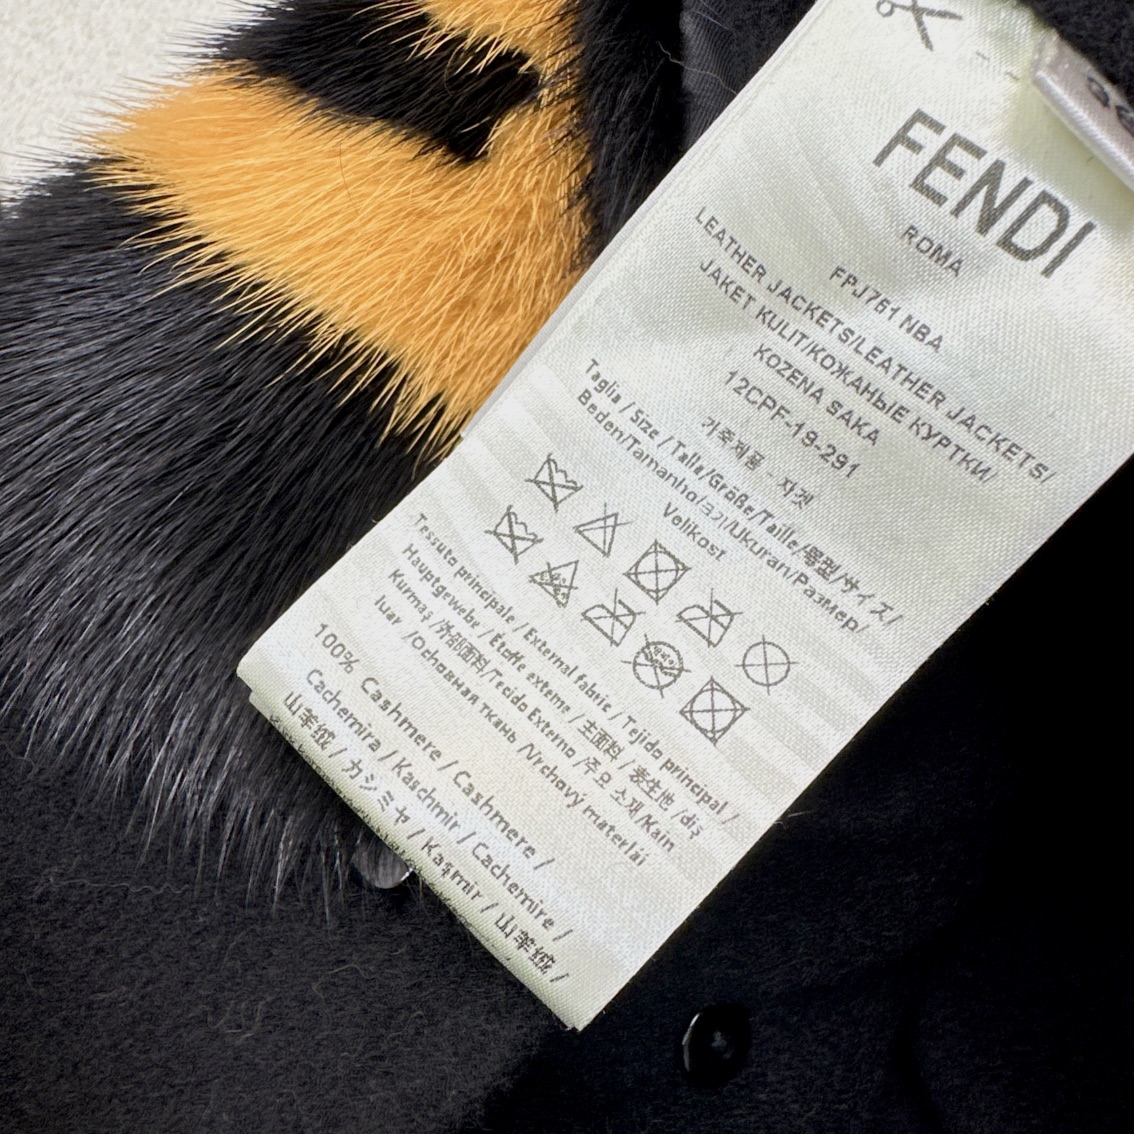 FENDI
ROMA
FPJ761 NBA
LEATHER JACKETS/LEATHER JACKETS/
JAKET KULIT/КОЖАНЫЕ КУРТКИ/
KOZENA SAKA
12CPF-19-291
가죽제품 - 자켓
Taglia / Size / Talla/Größe/Taille/型/サイズ/
Beden/Tamanho/크기/Ukuran/Размер/
Velikost
Tessuto principale / External fabric / Tejido principal /
Hauptgewebe / Étoffe externe / 主面料 / 表生地 /dış
Kumaş /外部面料/Tecido Externo /주요 소재/Kain
luar /Основная ткань /Vrchový materiál
100% Cashmere / Cashmere /
Cachemira / Kaschmir / Cachemire /
山羊绒 / カシミヤ / Kaşmir / 山羊绒 /